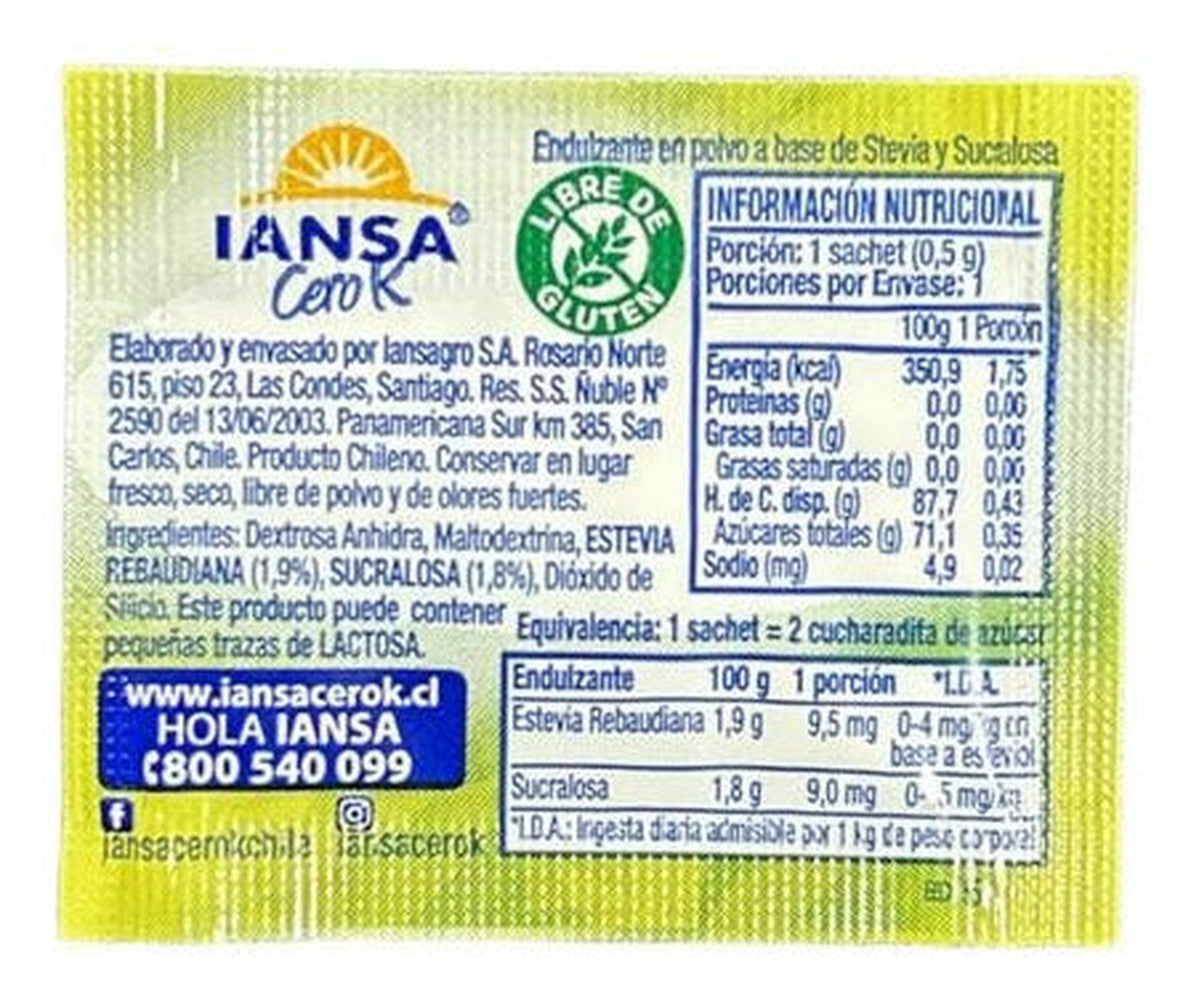 Endulzante en polvo a base de Stevia y Sucralosa
IANSA®
Cero K
LIBRE DE
GLUTEN
Elaborado y envasado por Iansagro S.A. Rosario Norte
615, piso 23, Las Condes, Santiago. Res. S.S. Ñuble Nº
2590 del 13/06/2003. Panamericana Sur km 385, San
Carlos, Chile. Producto Chileno. Conservar en lugar
fresco, seco, libre de polvo y de olores fuertes.
Ingredientes: Dextrosa Anhidra, Maltodextrina, ESTEVIA
REBAUDIANA (1,9%), SUCRALOSA (1,8%), Dióxido de
Silicio. Este producto puede contener
pequeñas trazas de LACTOSA.
www.iansacerok.cl
HOLA IANSA
800 540 099
iansacerokchile iansacerok
INFORMACIÓN NUTRICIONAL
Porción: 1 sachet (0,5 g)
Porciones por Envase: 1
100g 1 Porción
Energía (kcal) 350,9 1,75
Proteínas (g) 0,0 0,00
Grasa total (g) 0,0 0,00
Grasas saturadas (g) 0,0 0,00
H. de C. disp. (g) 87,7 0,43
Azúcares totales (g) 71,1 0,35
Sodio (mg) 4,9 0,02
Equivalencia: 1 sachet = 2 cucharadita de azúcar
Endulzante 100 g 1 porción *I.D.A.
Estevia Rebaudiana 1,9 g 9,5 mg 0-4 mg/kg en
base a esteviol
Sucralosa 1,8 g 9,0 mg mg/kg
*I.D.A.: Ingesta diaria admisible por 1 kg de peso corporal